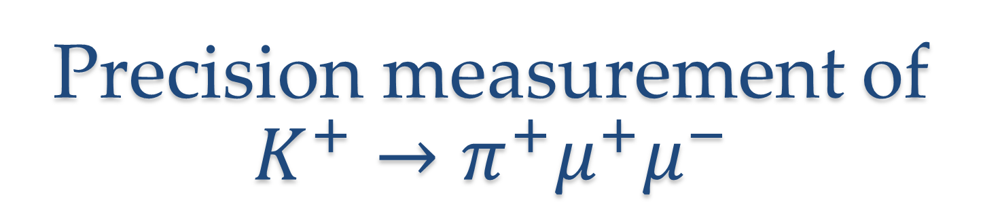 Precision measurement of
K⁺ → π⁺μ⁺μ⁻